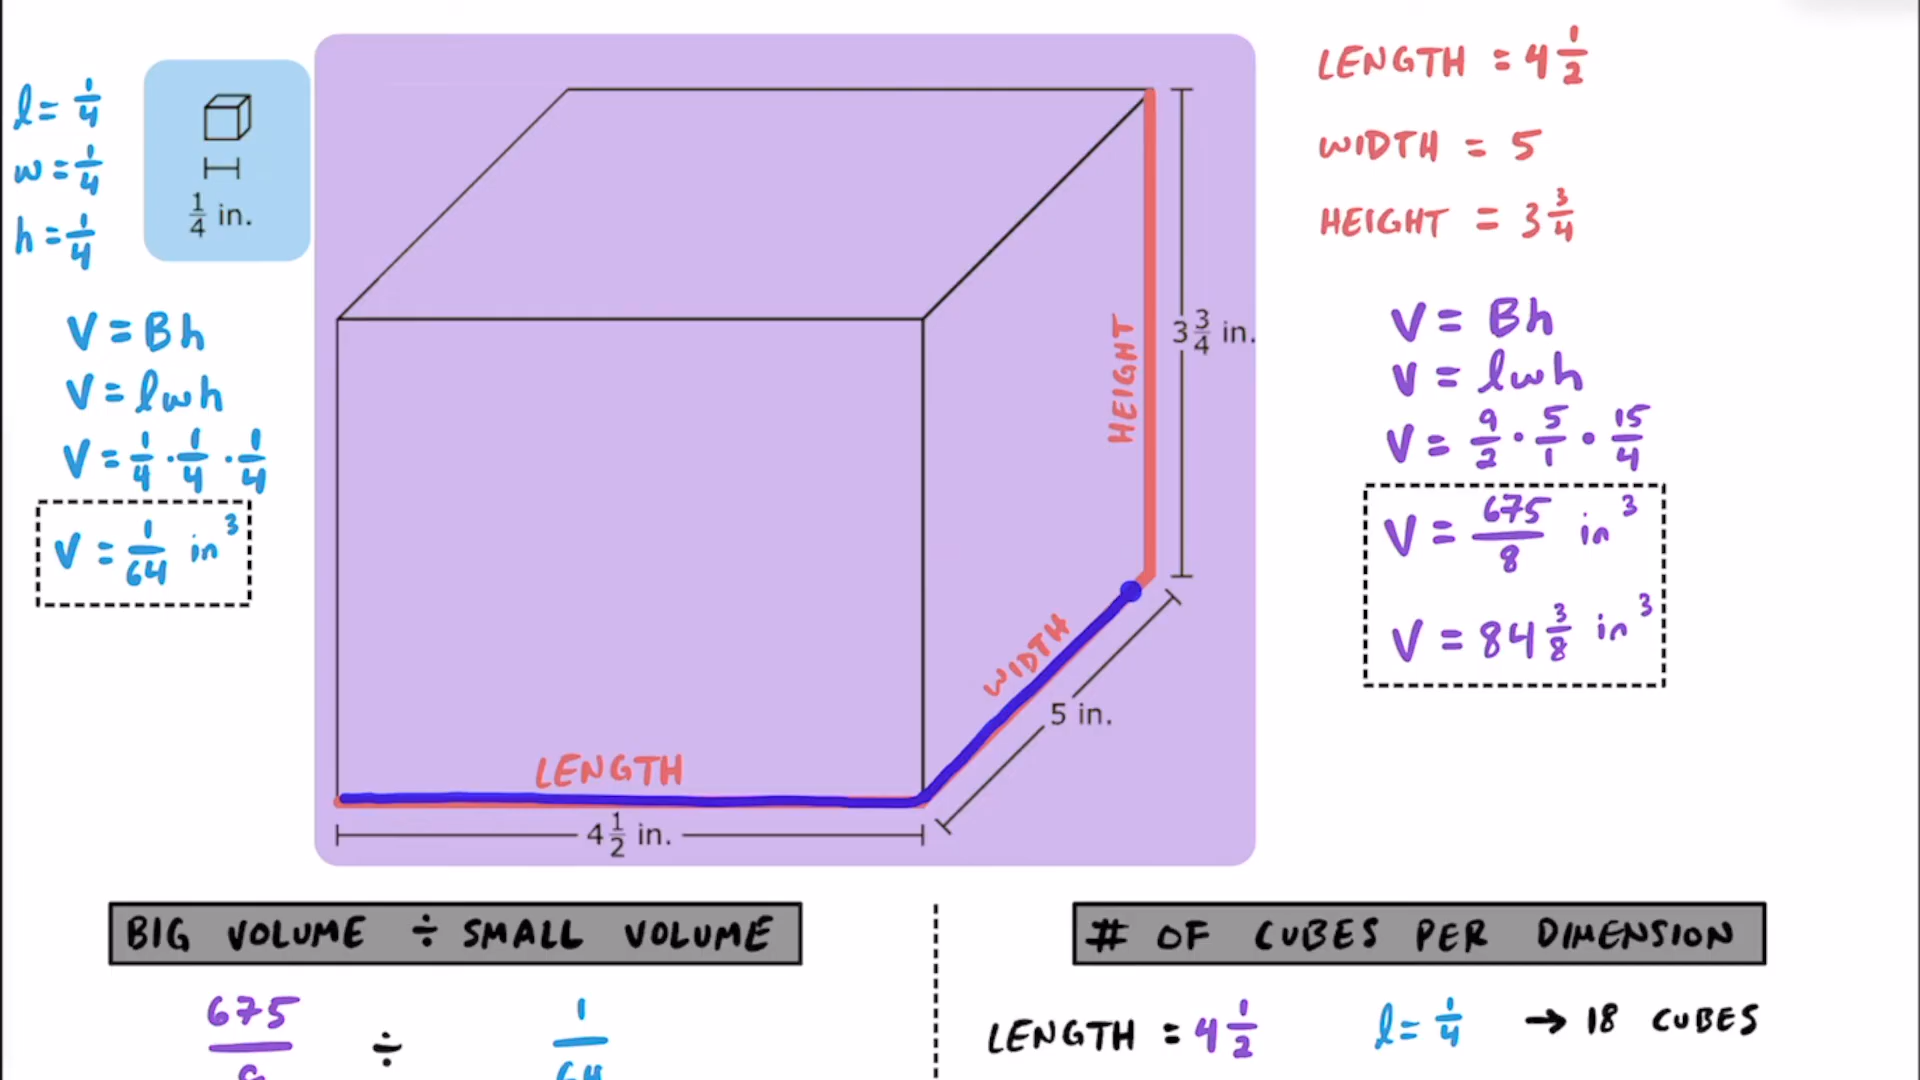 l = 1/4
w = 1/4
h = 1/4
1/4 in.
V = Bh
V = lwh
V = 1/4 · 1/4 · 1/4
V = 1/64 in³
HEIGHT
3 3/4 in.
WIDTH
5 in.
LENGTH
4 1/2 in.
LENGTH = 4 1/2
WIDTH = 5
HEIGHT = 3 3/4
V = Bh
V = lwh
V = 9/2 · 5/1 · 15/4
V = 675/8 in³
V = 84 3/8 in³
BIG VOLUME ÷ SMALL VOLUME
675/8 ÷ 1/64
# OF CUBES PER DIMENSION
LENGTH = 4 1/2 l = 1/4 → 18 CUBES